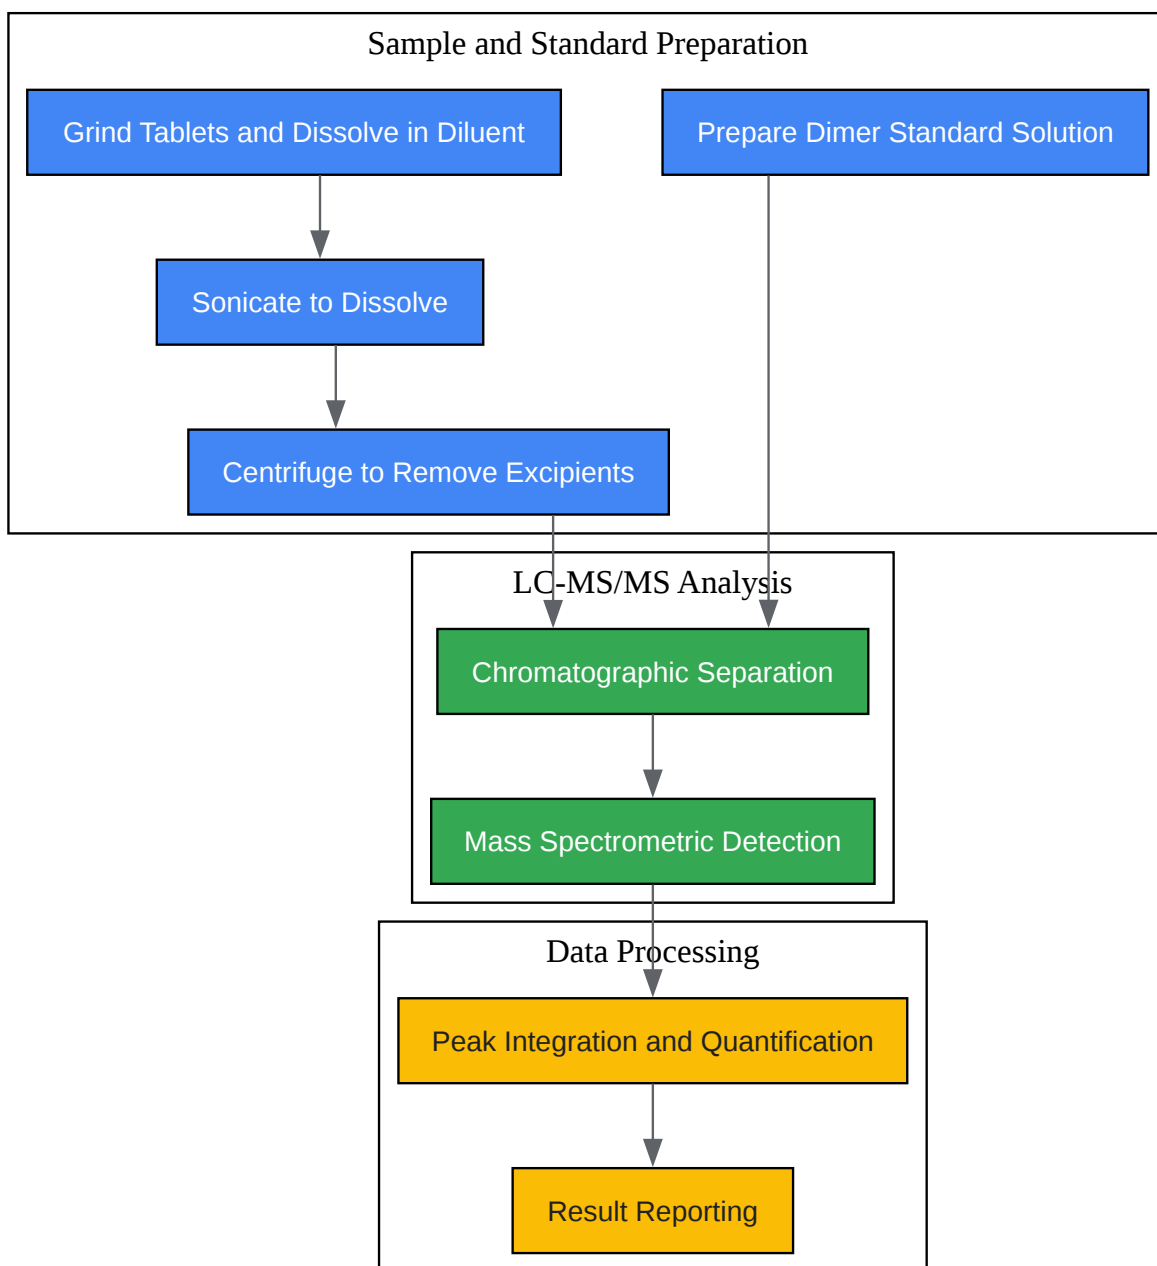 Sample and Standard Preparation
Grind Tablets and Dissolve in Diluent
Prepare Dimer Standard Solution
Sonicate to Dissolve
Centrifuge to Remove Excipients
LC-MS/MS Analysis
Chromatographic Separation
Mass Spectrometric Detection
Data Processing
Peak Integration and Quantification
Result Reporting